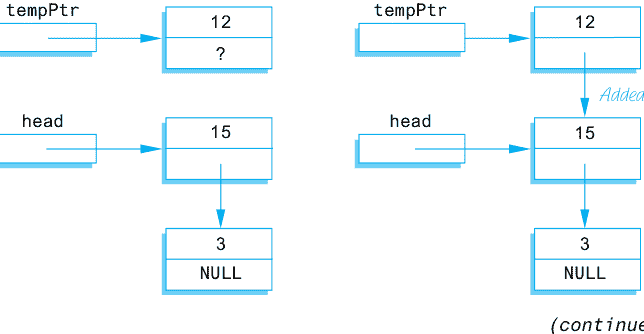 tempPtr
12
?
head
15
3
NULL
tempPtr
12
Added
head
15
3
NULL
(continue